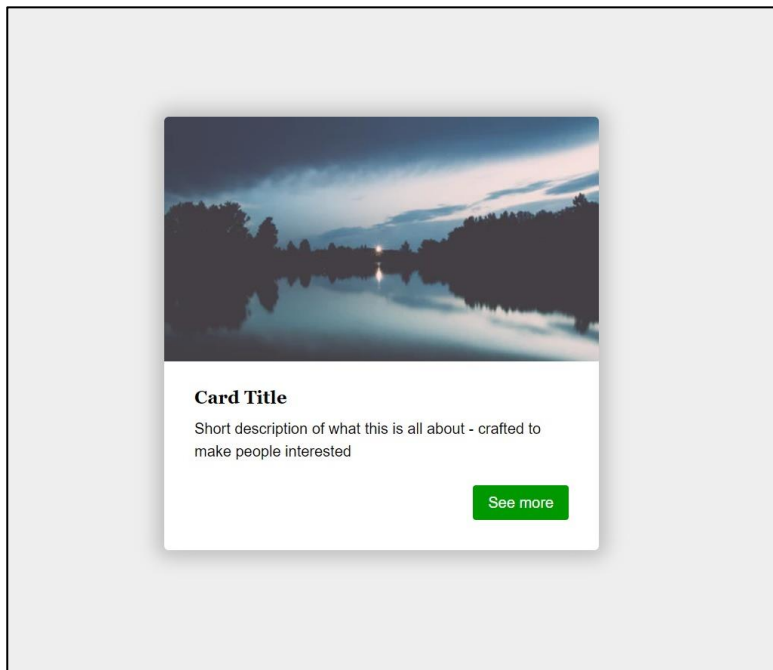 Card Title
Short description of what this is all about - crafted to
make people interested
See more